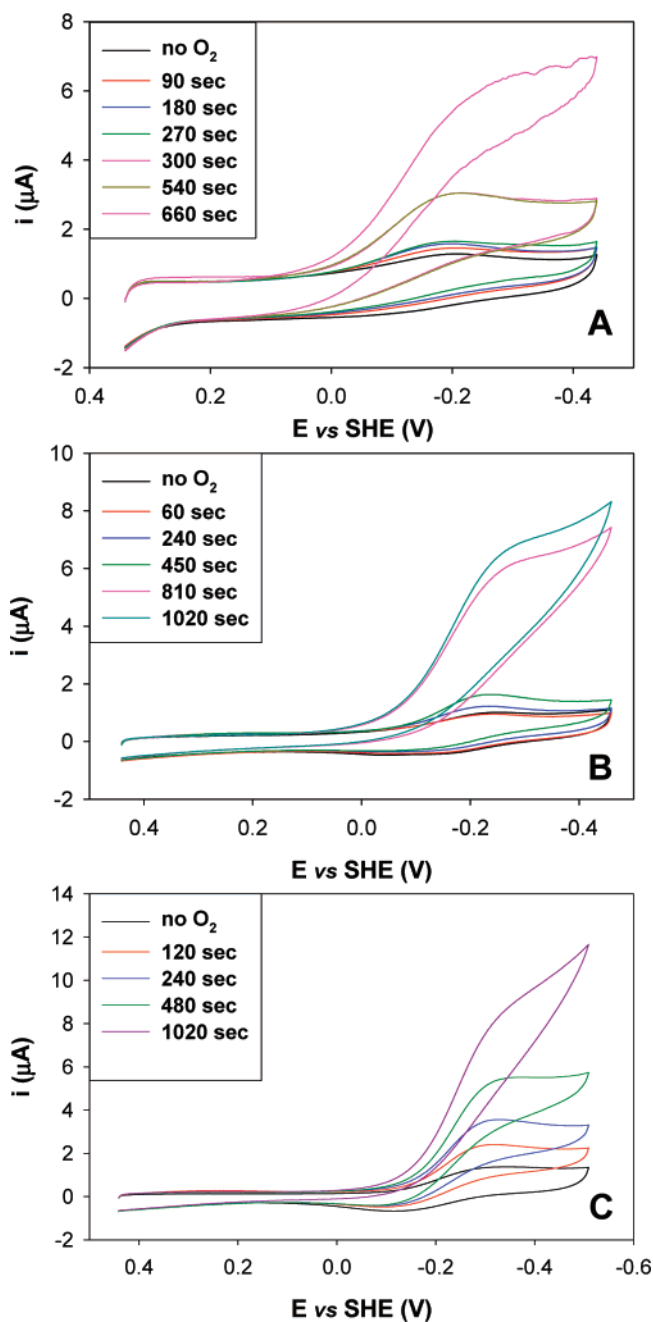 8
6
4
2
0
-2
i (μA)
no O2
90 sec
180 sec
270 sec
300 sec
540 sec
660 sec
A
0.4 0.2 0.0 -0.2 -0.4
E vs SHE (V)
10
8
6
4
2
0
-2
i (μA)
no O2
60 sec
240 sec
450 sec
810 sec
1020 sec
B
0.4 0.2 0.0 -0.2 -0.4
E vs SHE (V)
14
12
10
8
6
4
2
0
-2
i (μA)
no O2
120 sec
240 sec
480 sec
1020 sec
C
0.4 0.2 0.0 -0.2 -0.4 -0.6
E vs SHE (V)